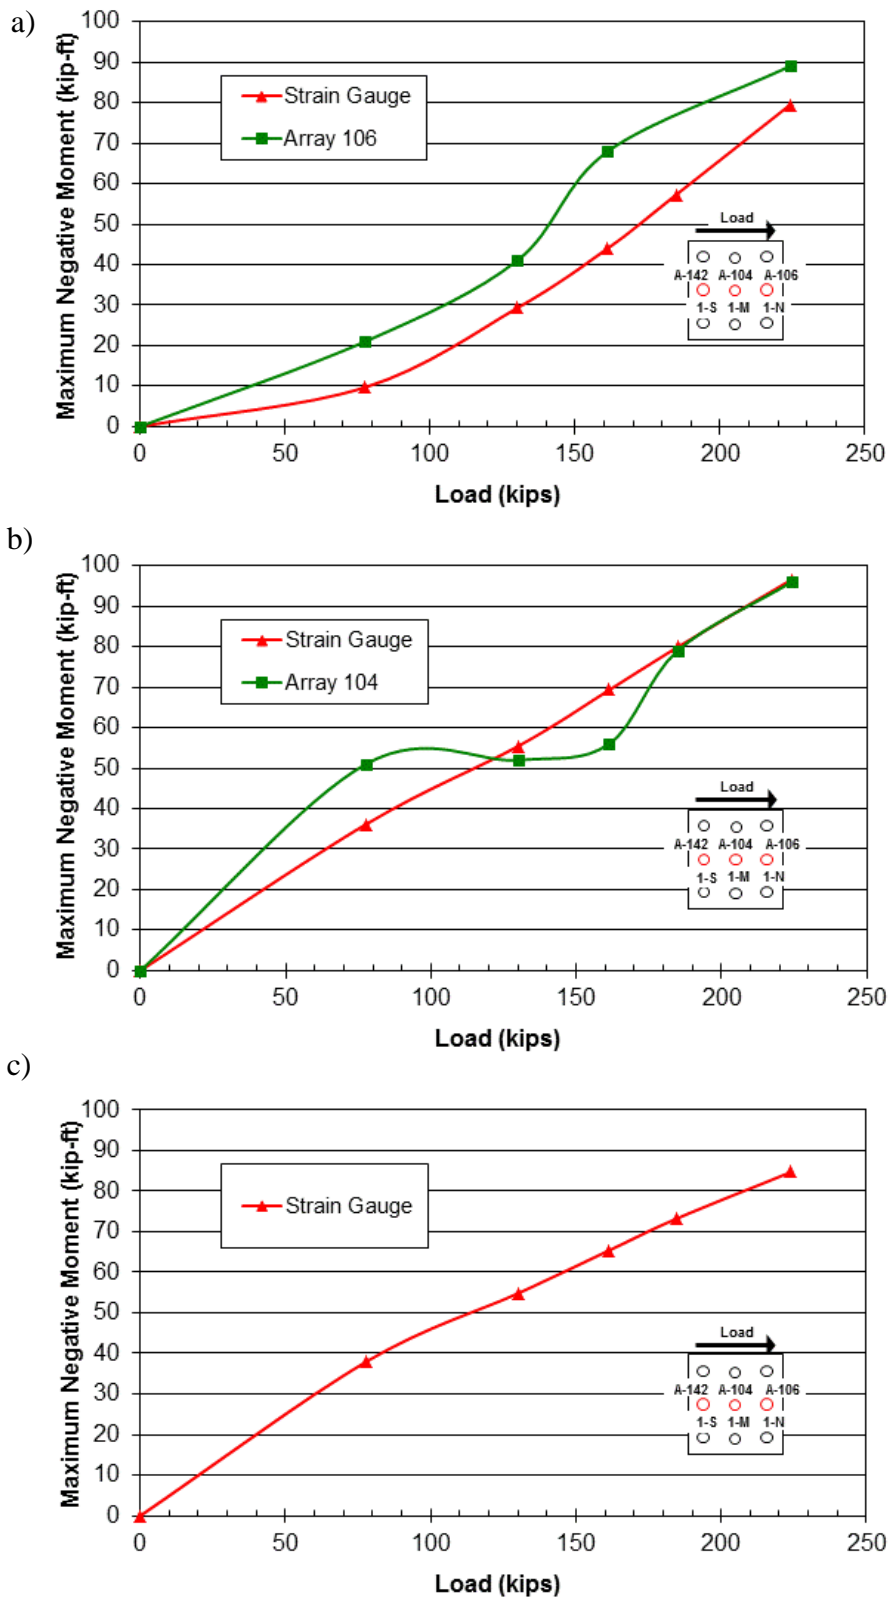 a)
Maximum Negative Moment (kip-ft)
100
90
80
70
60
50
40
30
20
10
0
Strain Gauge
Array 106
Load
A-142 A-104 A-106
1-S 1-M 1-N
0 50 100 150 200 250
Load (kips)
b)
Maximum Negative Moment (kip-ft)
100
90
80
70
60
50
40
30
20
10
0
Strain Gauge
Array 104
Load
A-142 A-104 A-106
1-S 1-M 1-N
0 50 100 150 200 250
Load (kips)
c)
Maximum Negative Moment (kip-ft)
100
90
80
70
60
50
40
30
20
10
0
Strain Gauge
Load
A-142 A-104 A-106
1-S 1-M 1-N
0 50 100 150 200 250
Load (kips)